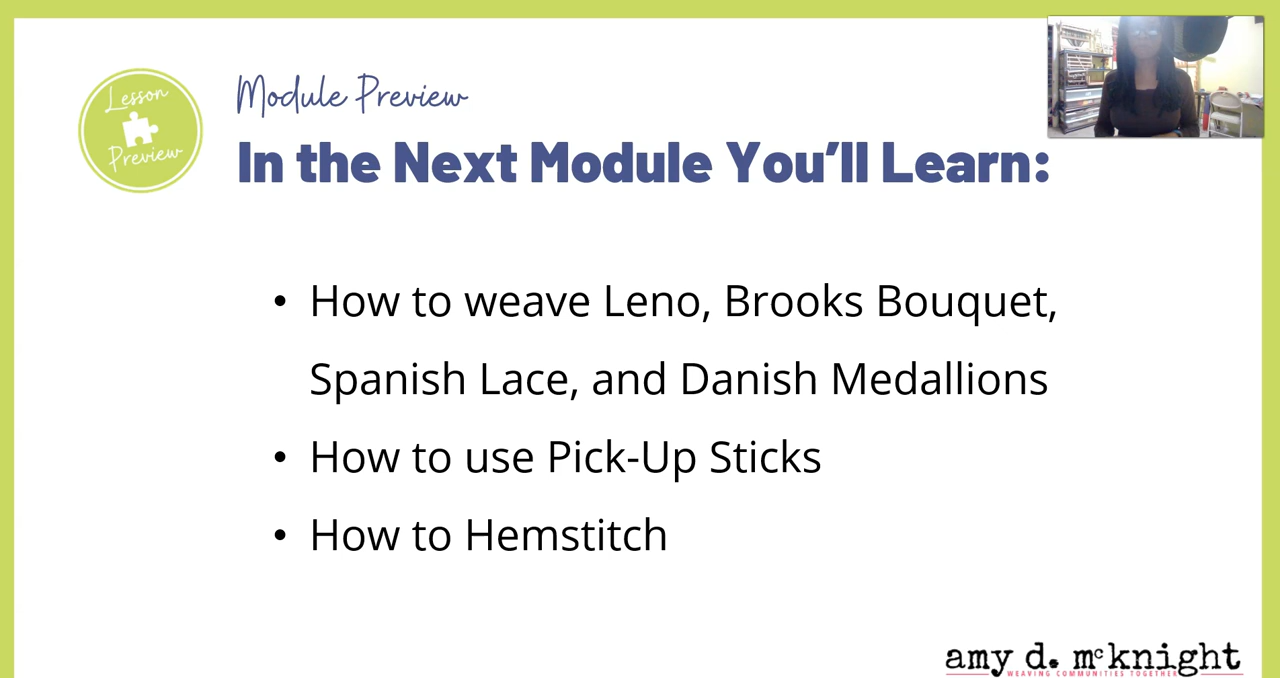 Lesson
Preview
Module Preview
In the Next Module You’ll Learn:
• How to weave Leno, Brooks Bouquet,
Spanish Lace, and Danish Medallions
• How to use Pick-Up Sticks
• How to Hemstitch
amy d. mcknight
WEAVING COMMUNITIES TOGETHER